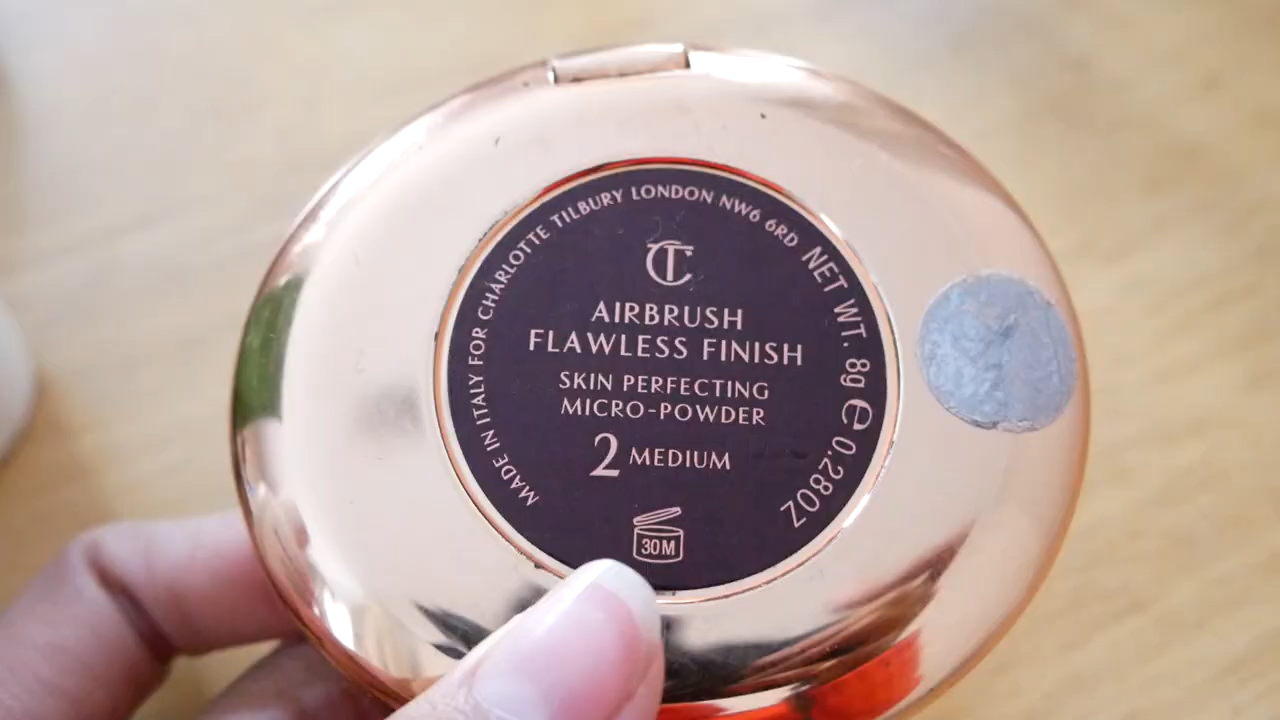 MADE IN ITALY FOR CHARLOTTE TILBURY LONDON NW6 6RD
NET WT. 8g ℮ 0.28OZ
CT
AIRBRUSH
FLAWLESS FINISH
SKIN PERFECTING
MICRO-POWDER
2 MEDIUM
30M